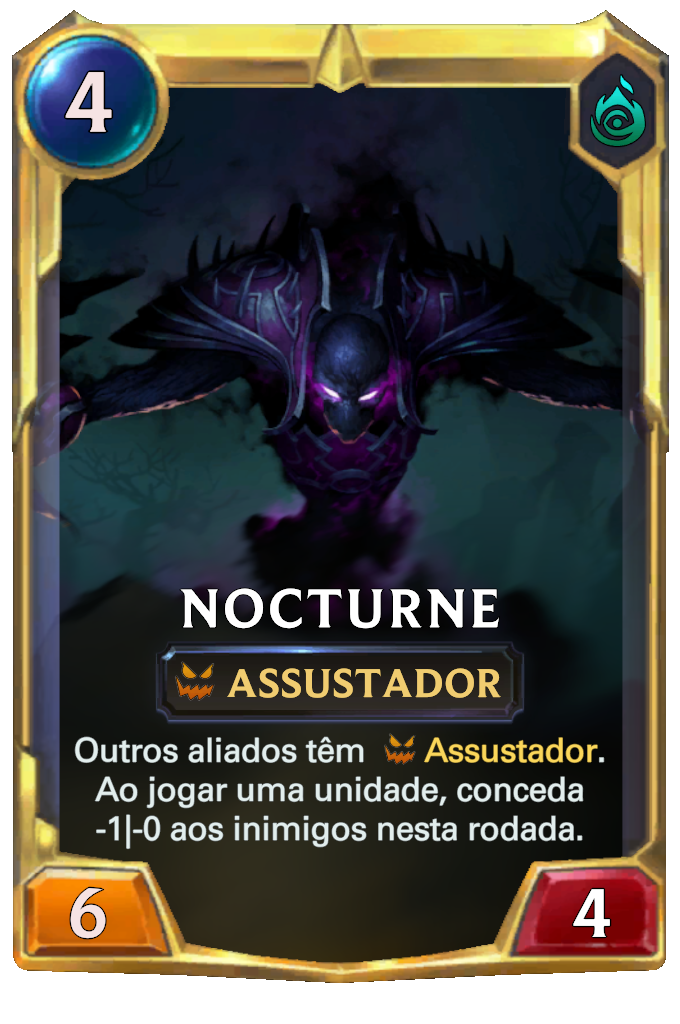 4
NOCTURNE
ASSUSTADOR
Outros aliados têm Assustador.
Ao jogar uma unidade, conceda
-1|-0 aos inimigos nesta rodada.
6
4